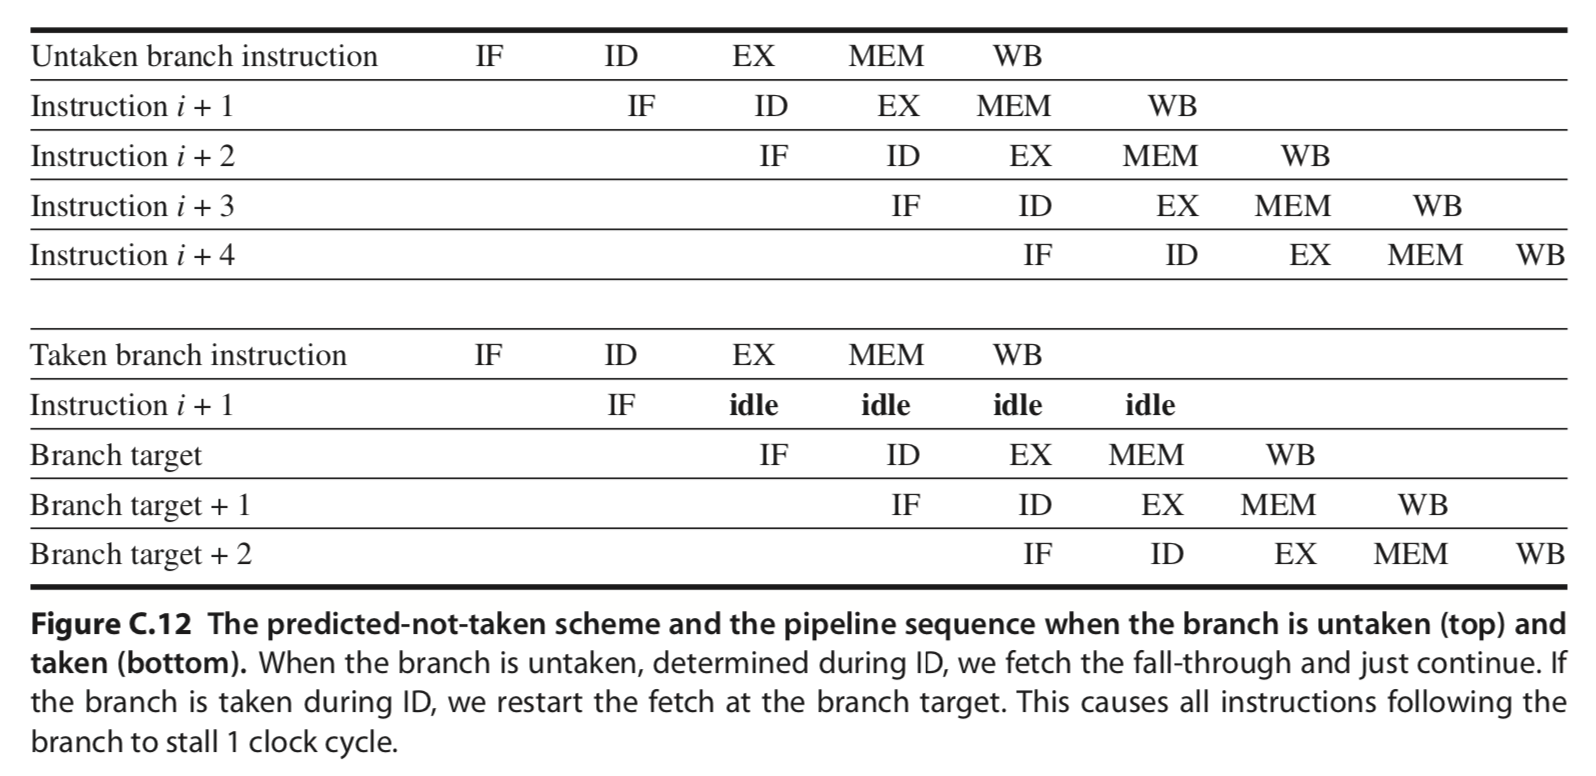 Untaken branch instruction IF ID EX MEM WB
Instruction i + 1 IF ID EX MEM WB
Instruction i + 2 IF ID EX MEM WB
Instruction i + 3 IF ID EX MEM WB
Instruction i + 4 IF ID EX MEM WB
Taken branch instruction IF ID EX MEM WB
Instruction i + 1 IF idle idle idle idle
Branch target IF ID EX MEM WB
Branch target + 1 IF ID EX MEM WB
Branch target + 2 IF ID EX MEM WB
Figure C.12 The predicted-not-taken scheme and the pipeline sequence when the branch is untaken (top) and
taken (bottom). When the branch is untaken, determined during ID, we fetch the fall-through and just continue. If
the branch is taken during ID, we restart the fetch at the branch target. This causes all instructions following the
branch to stall 1 clock cycle.